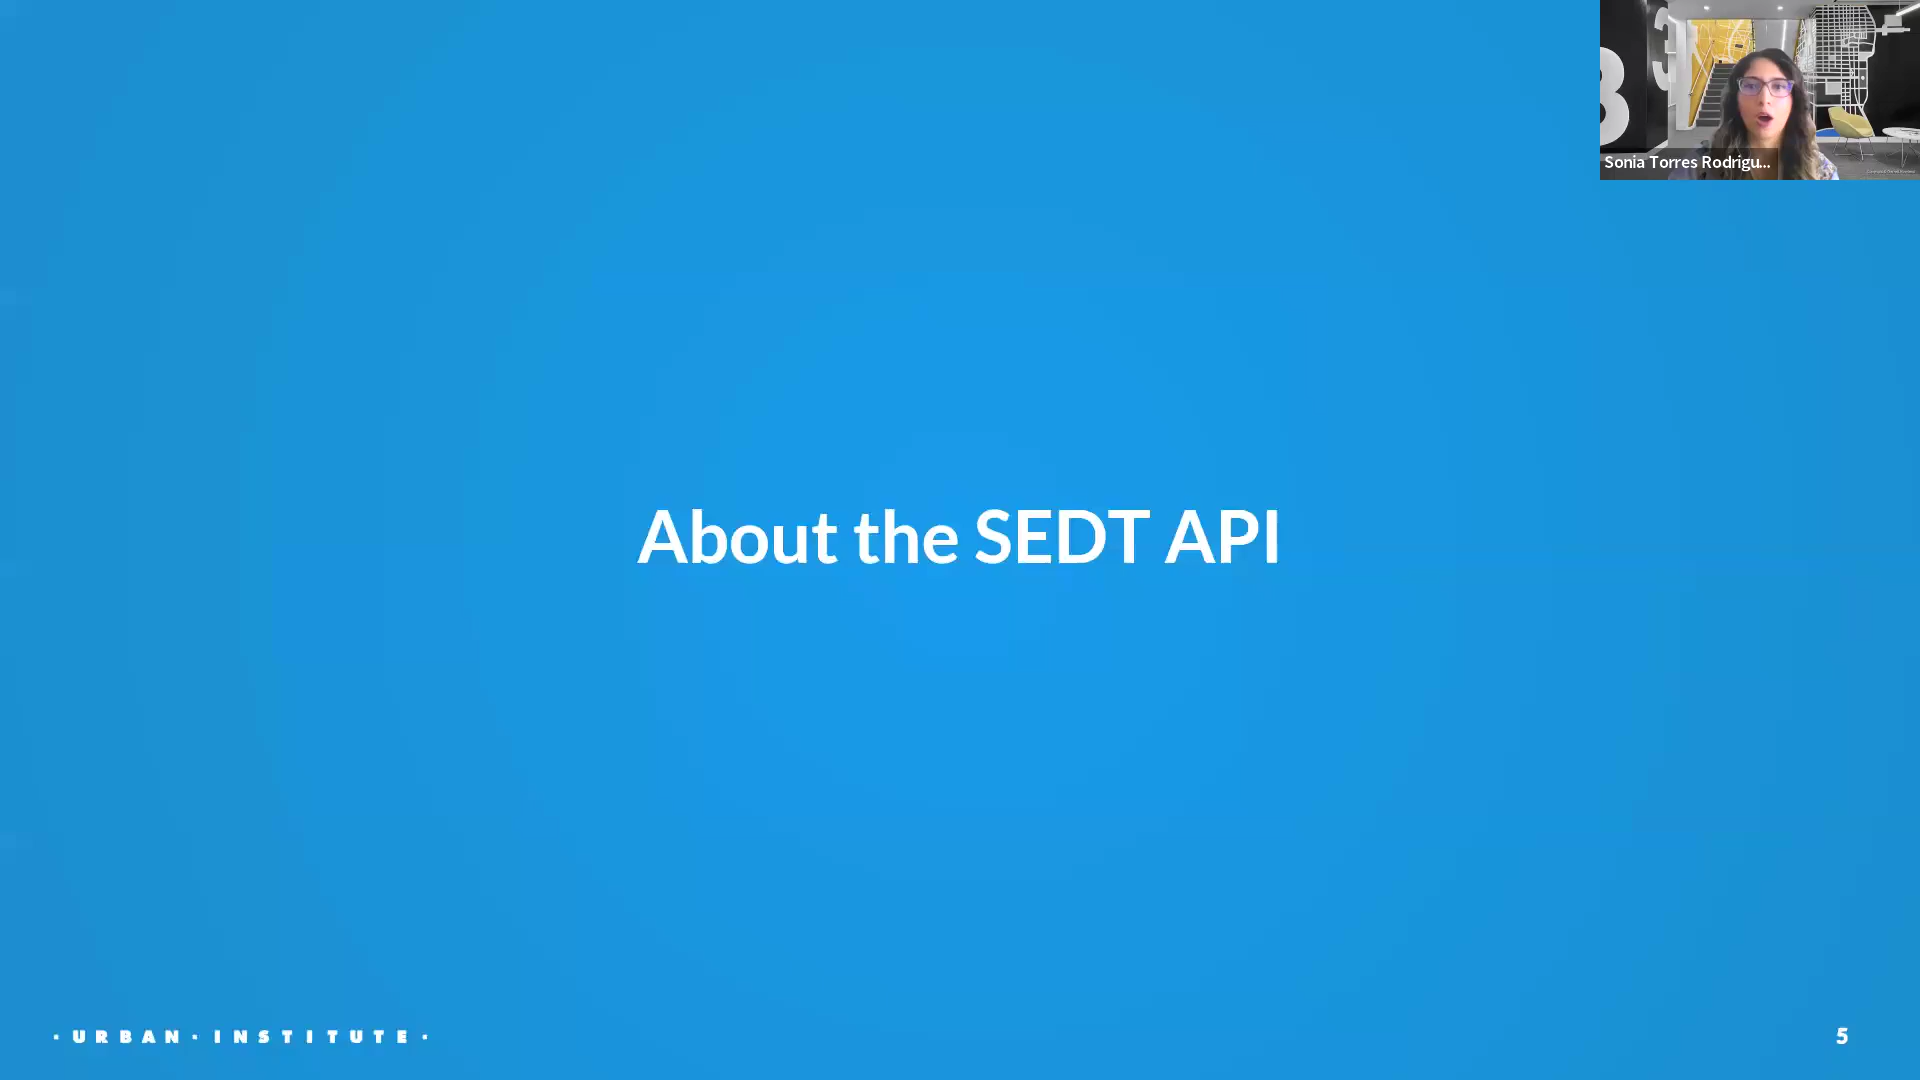 Sonia Torres Rodrigu...
About the SEDT API
· URBAN · INSTITUTE ·
5